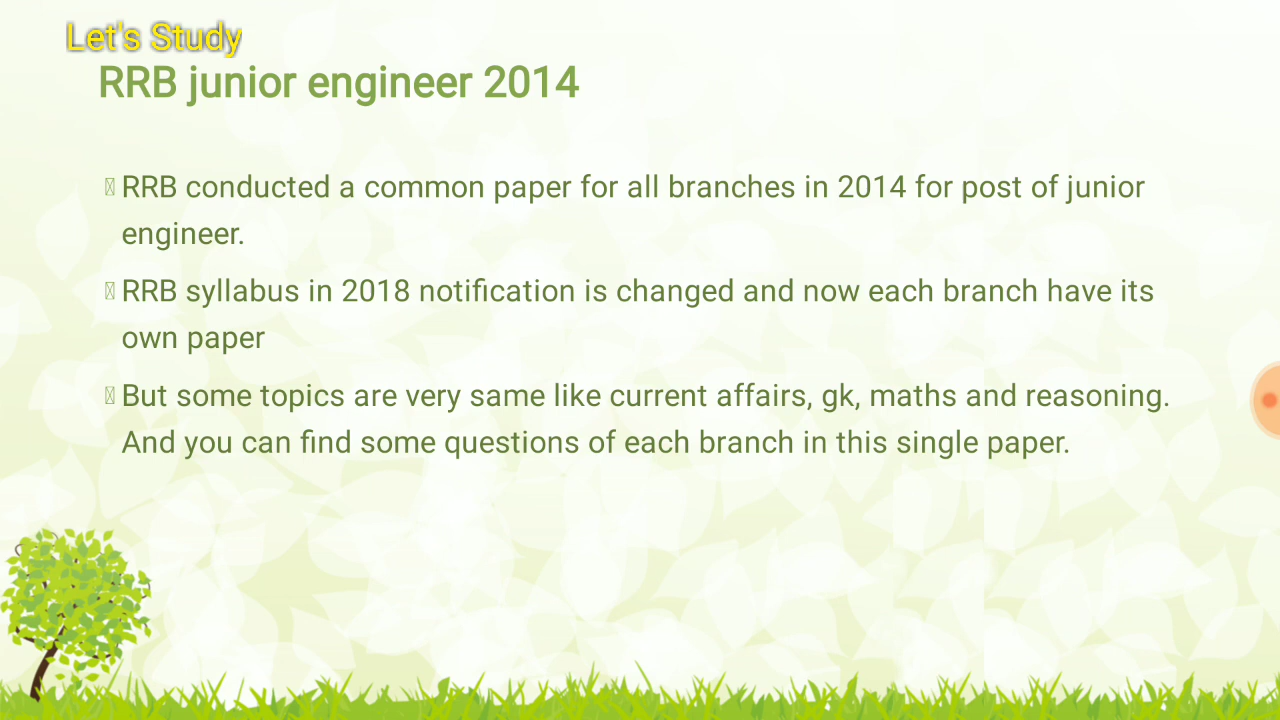 Let's Study
RRB junior engineer 2014
RRB conducted a common paper for all branches in 2014 for post of junior
engineer.
RRB syllabus in 2018 notification is changed and now each branch have its
own paper
But some topics are very same like current affairs, gk, maths and reasoning.
And you can find some questions of each branch in this single paper.